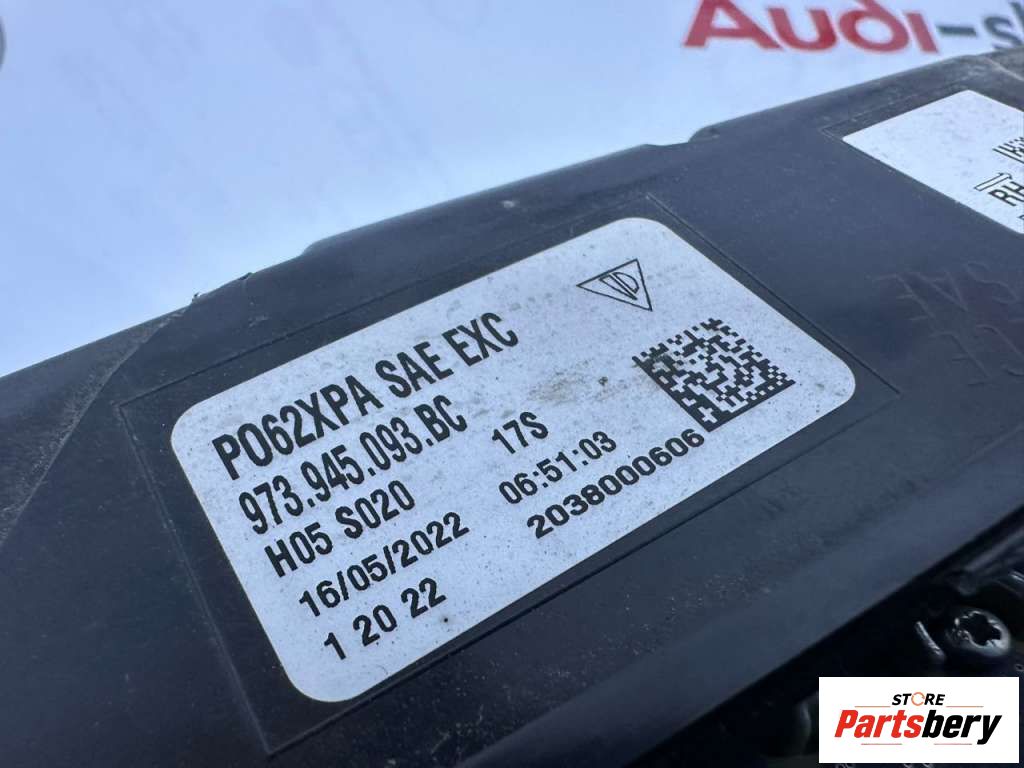 Audi-s
PO62XPA SAE EXC
973.945.093.BC
H05 S020 17S
16/05/2022 06:51:03
1 20 22 2038000606
RH
STORE
Partsbery